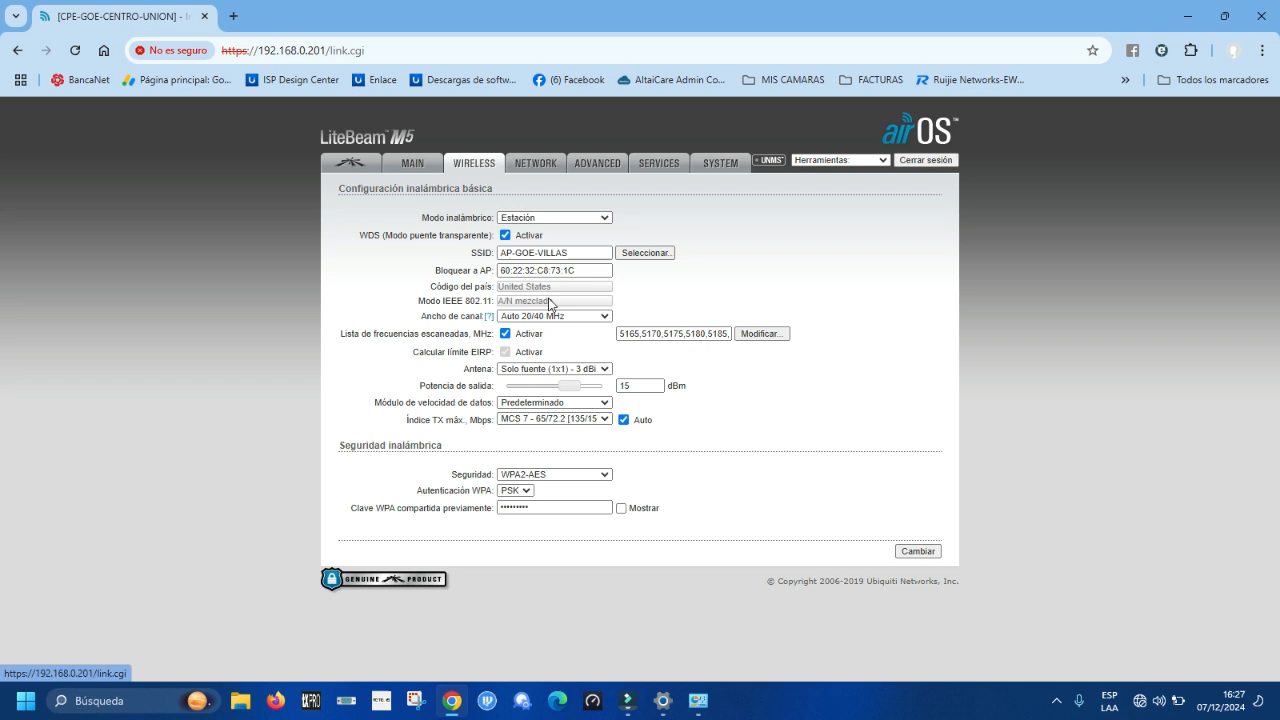 [CPE-GOE-CENTRO-UNION] - li
No es seguro https://192.168.0.201/link.cgi
BancaNet Página principal: Go... ISP Design Center Enlace Descargas de softw... (6) Facebook AltaiCare Admin Co... MIS CAMARAS FACTURAS Ruijie Networks-EW... » Todos los marcadores
LiteBeam M5 airOS™
MAIN WIRELESS NETWORK ADVANCED SERVICES SYSTEM UNMS™ Herramientas: Cerrar sesión
Configuración inalámbrica básica
Modo inalámbrico: Estación
WDS (Modo puente transparente): Activar
SSID: AP-GOE-VILLAS Seleccionar...
Bloquear a AP: 60:22:32:C8:73:1C
Código del país: United States
Modo IEEE 802.11: A/N mezclad
Ancho de canal:[?] Auto 20/40 MHz
Lista de frecuencias escaneadas, MHz: Activar 5165,5170,5175,5180,5185, Modificar...
Calcular límite EIRP: Activar
Antena: Solo fuente (1x1) - 3 dBi
Potencia de salida: 15 dBm
Módulo de velocidad de datos: Predeterminado
Índice TX máx., Mbps: MCS 7 - 65/72.2 [135/15 Auto
Seguridad inalámbrica
Seguridad: WPA2-AES
Autenticación WPA: PSK
Clave WPA compartida previamente: ••••••••• Mostrar
Cambiar
GENUINE PRODUCT © Copyright 2006-2019 Ubiquiti Networks, Inc.
https://192.168.0.201/link.cgi
Búsqueda ESP LAA 16:27 07/12/2024